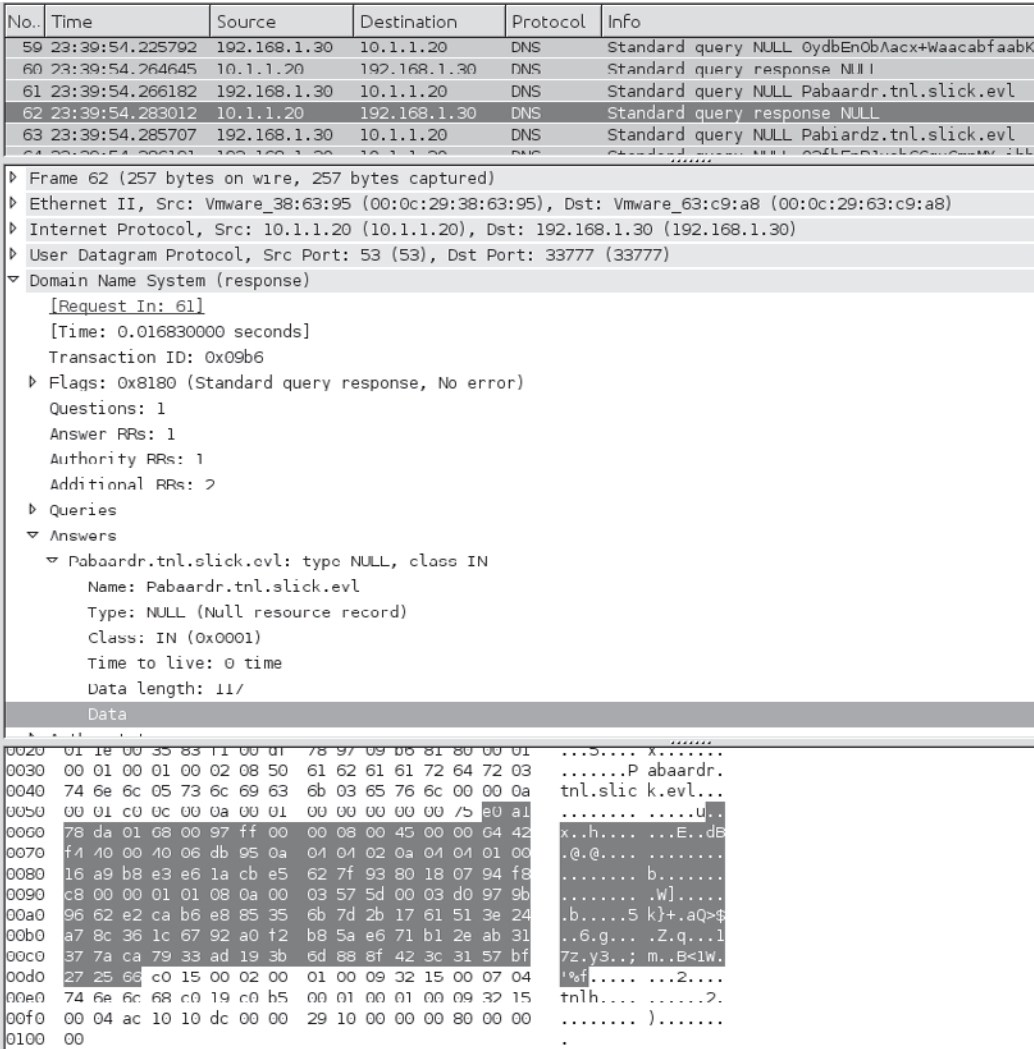 No.. Time Source Destination Protocol Info
59 23:39:54.225792 192.168.1.30 10.1.1.20 DNS Standard query NULL
60 23:39:54.264645 10.1.1.20 192.168.1.30 DNS Standard query response NULL
61 23:39:54.266182 192.168.1.30 10.1.1.20 DNS Standard query NULL Pabaardr.tnl.slick.evl
62 23:39:54.283012 10.1.1.20 192.168.1.30 DNS Standard query response NULL
63 23:39:54.285707 192.168.1.30 10.1.1.20 DNS Standard query NULL Pabiardz.tnl.slick.evl
Frame 62 (257 bytes on wire, 257 bytes captured)
Ethernet II, Src: Vmware_38:63:95 (00:0c:29:38:63:95), Dst: Vmware_63:c9:a8 (00:0c:29:63:c9:a8)
Internet Protocol, Src: 10.1.1.20 (10.1.1.20), Dst: 192.168.1.30 (192.168.1.30)
User Datagram Protocol, Src Port: 53 (53), Dst Port: 33777 (33777)
Domain Name System (response)
[Request In: 61]
[Time: 0.016830000 seconds]
Transaction ID: 0x09b6
Flags: 0x8180 (Standard query response, No error)
Questions: 1
Answer RRs: 1
Authority RRs: 1
Additional RRs: 2
Queries
Answers
Pabaardr.tnl.slick.evl: type NULL, class IN
Name: Pabaardr.tnl.slick.evl
Type: NULL (Null resource record)
Class: IN (0x0001)
Time to live: 0 time
Data length: 117
Data
0020 01 1e 00 35 83 f1 00 df 78 97 09 b6 81 80 00 01 ...5.... x.......
0030 00 01 00 01 00 02 08 50 61 62 61 61 72 64 72 03 .......P abaardr.
0040 74 6e 6c 05 73 6c 69 63 6b 03 65 76 6c 00 00 0a tnl.slic k.evl...
0050 00 01 c0 0c 00 0a 00 01 00 00 00 00 00 75 e0 a1 ........ .....u..
0060 78 da 01 68 00 97 ff 00 00 08 00 45 00 00 64 42 x..h.... ...E..dB
0070 f4 40 00 40 06 db 95 0a 04 04 02 0a 04 04 01 00 .@.@.... ........
0080 16 a9 b8 e3 e6 1a cb e5 62 7f 93 80 18 07 94 f8 ........ b.......
0090 c8 00 00 01 01 08 0a 00 03 57 5d 00 03 d0 97 9b ........ .W].....
00a0 96 62 e2 ca b6 e8 85 35 6b 7d 2b 17 61 51 3e 24 .b.....5 k}+.aQ>$
00b0 a7 8c 36 1c 67 92 a0 f2 b8 5a e6 71 b1 2e ab 31 ..6.g... .Z.q...1
00c0 37 7a ca 79 33 ad 19 3b 6d 88 8f 42 3c 31 57 bf 7z.y3..; m..B<1W.
00d0 27 25 66 c0 15 00 02 00 01 00 09 32 15 00 07 04 '%f..... ...2....
00e0 74 6e 6c 68 c0 19 c0 b5 00 01 00 01 00 09 32 15 tnlh.... ......2.
00f0 00 04 ac 10 10 dc 00 00 29 10 00 00 00 80 00 00 ........ ).......
0100 00 .